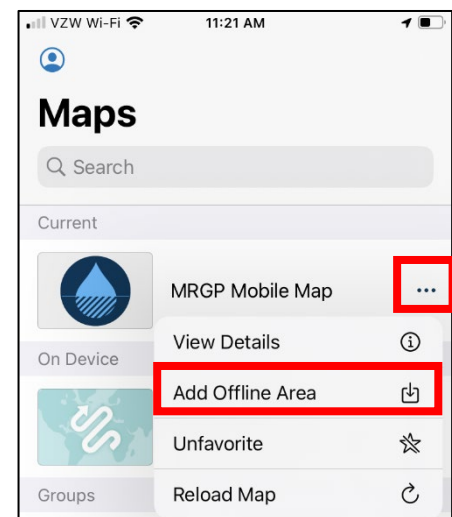 VZW Wi-Fi 11:21 AM
Maps
Search
Current
MRGP Mobile Map ...
View Details
On Device
Add Offline Area
Unfavorite
Groups
Reload Map